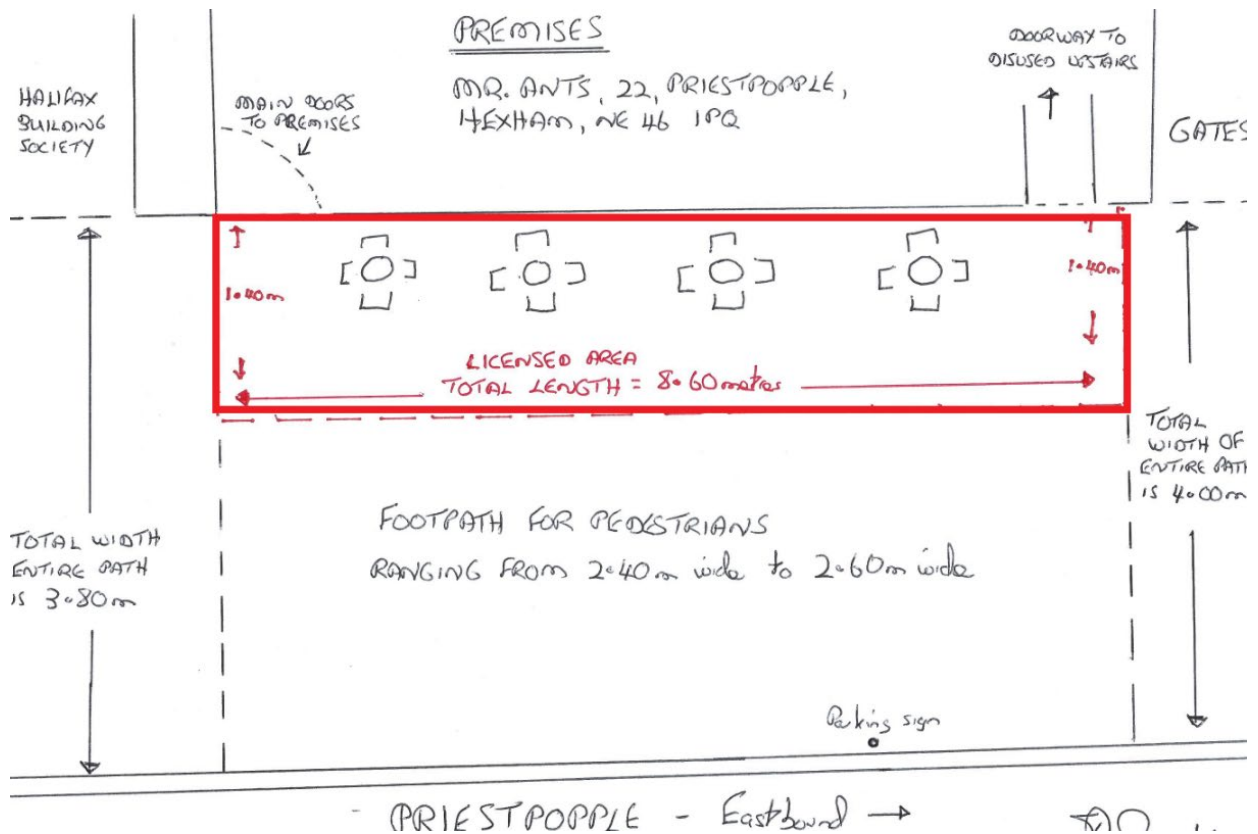 PREMISES
MR. ANTS, 22, PRIESTPOPPLE,
HEXHAM, NE 46 1PQ
DOORWAY TO
DISUSED USTAIRS
HALIFAX
BUILDING
SOCIETY
MAIN DOORS
TO PREMISES
GATES
1.40m
1.40m
LICENSED AREA
TOTAL LENGTH = 8.60 metres
TOTAL
WIDTH OF
ENTIRE PATH
IS 4.00m
FOOTPATH FOR PEDESTRIANS
RANGING FROM 2.40m wide to 2.60m wide
TOTAL WIDTH
ENTIRE PATH
IS 3.80m
Parking sign
PRIESTPOPPLE - Eastbound